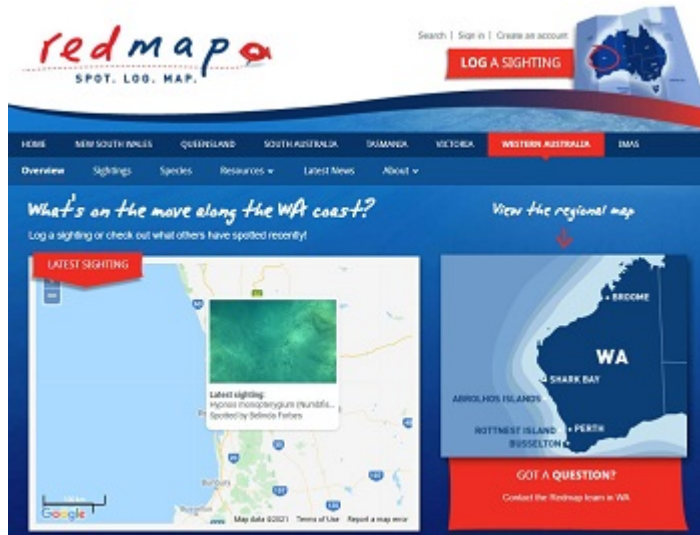 redmap
SPOT. LOG. MAP.
Search | Sign in | Create an account
LOG A SIGHTING
HOME NEW SOUTH WALES QUEENSLAND SOUTH AUSTRALIA TASMANIA VICTORIA WESTERN AUSTRALIA IMAS
Overview Sightings Species Resources Latest News About
What's on the move along the WA coast?
Log a sighting or check out what others have spotted recently!
LATEST SIGHTING
Latest sighting:
Hypnos monopterygium (Numbfis...
Spotted by Belinda Forbes
Bunbury
Busselton
Google
Map data ©2021 Terms of Use Report a map error
View the regional map
BROOME
WA
SHARK BAY
ABROLHOS ISLANDS
ROTTNEST ISLAND
PERTH
BUSSELTON
GOT A QUESTION?
Contact the Redmap team in WA